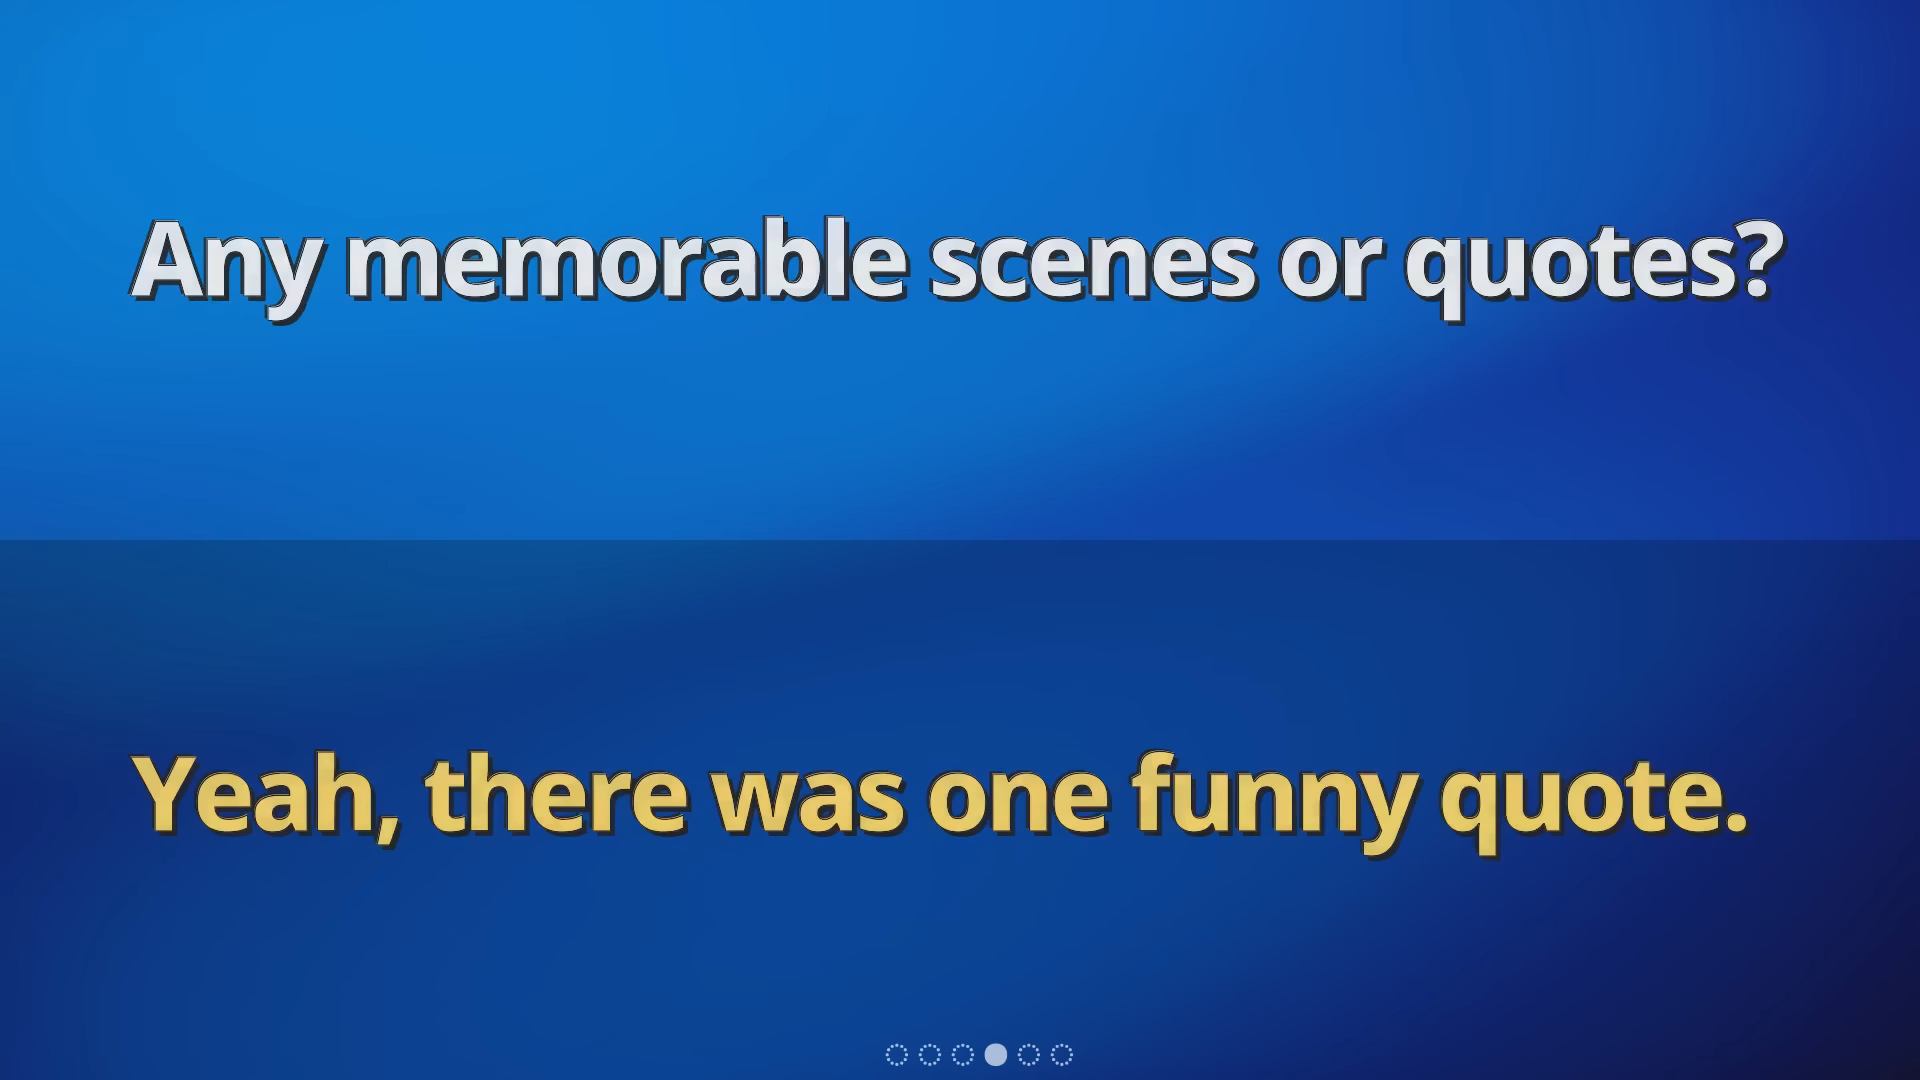 Any memorable scenes or quotes?
Yeah, there was one funny quote.